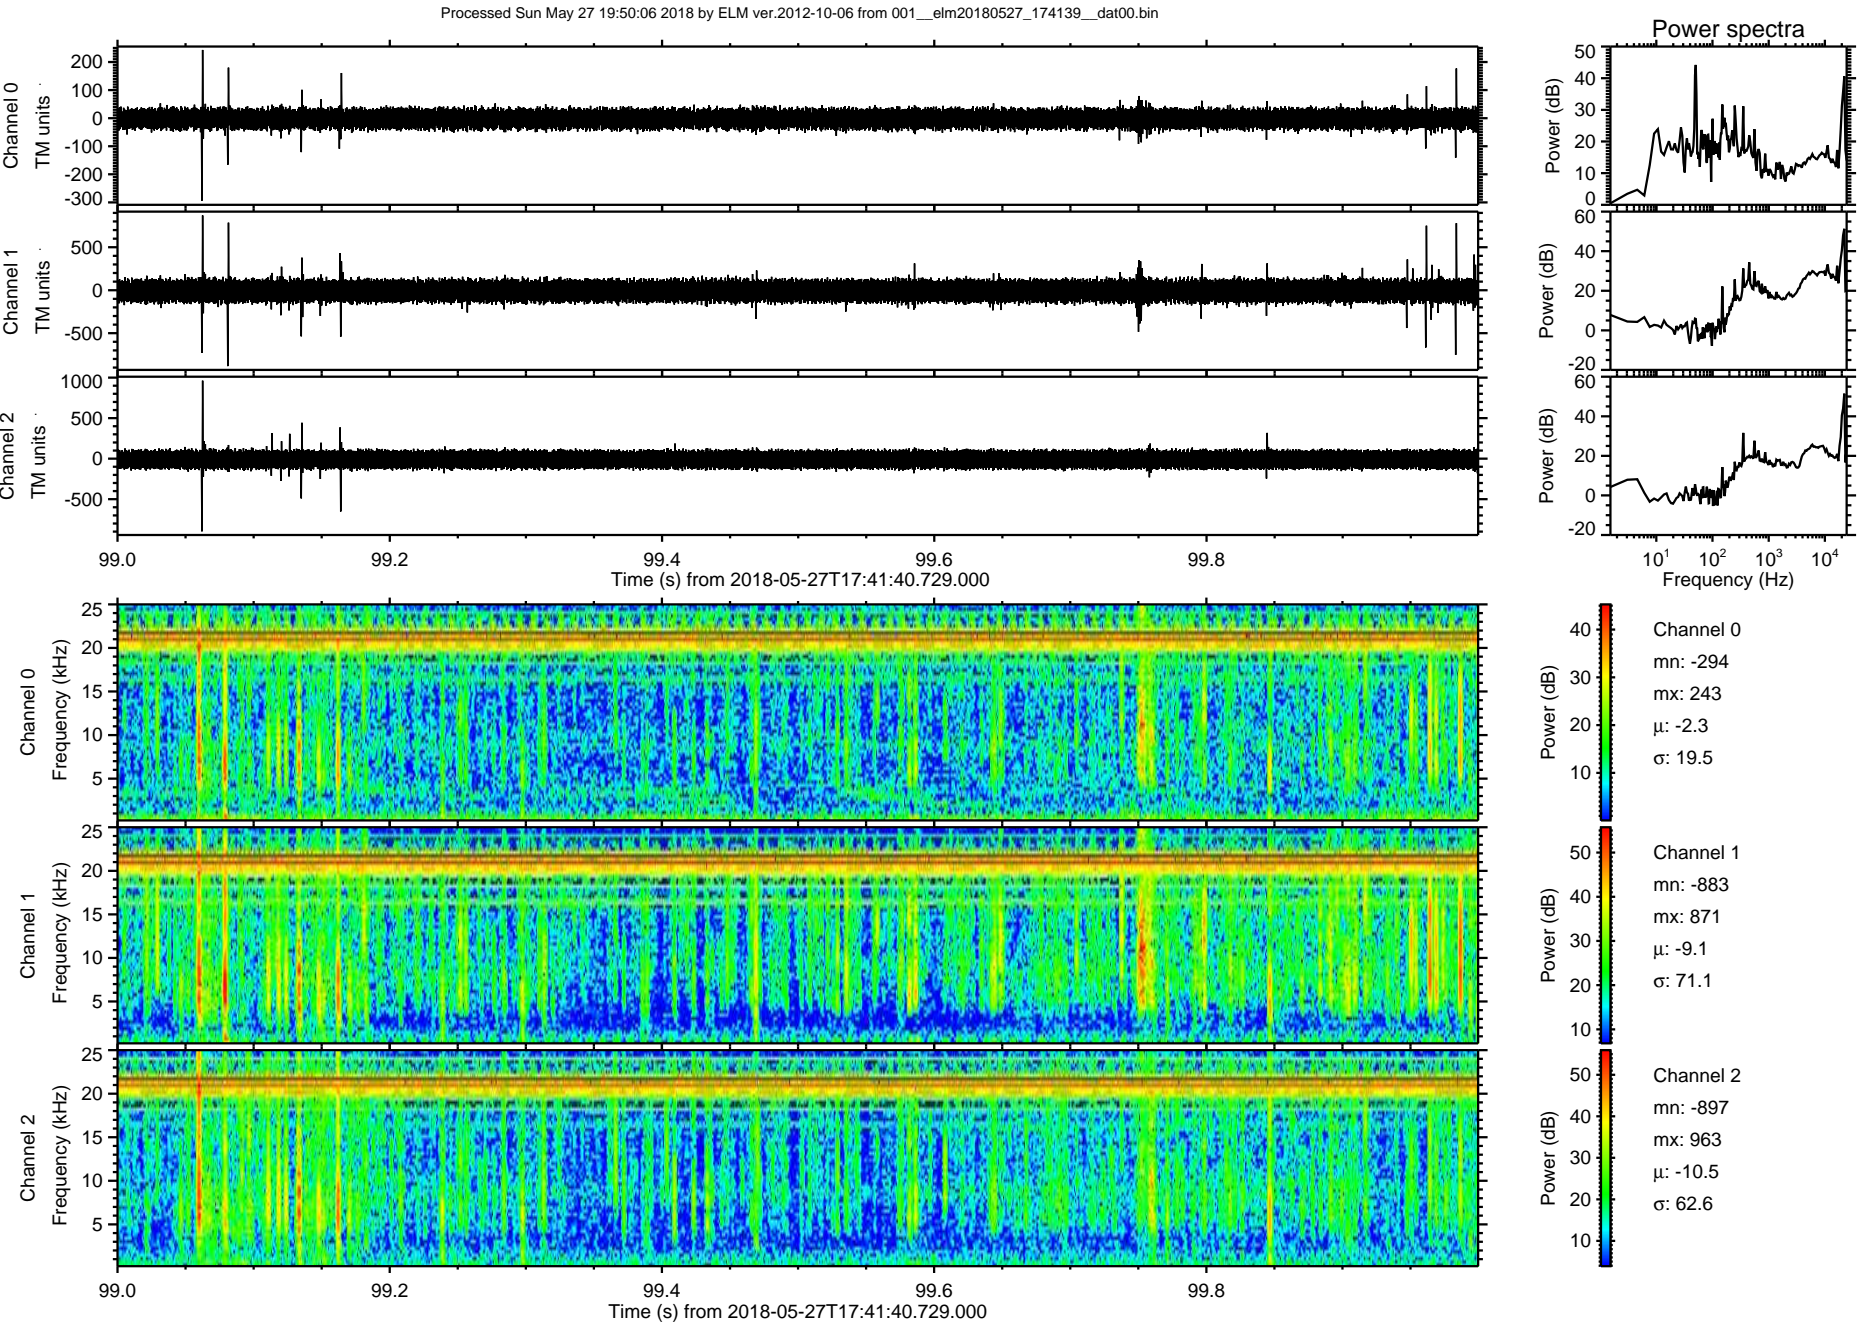 Processed Sun May 27 19:50:06 2018 by ELM ver.2012-10-06 from 001__elm20180527_174139__dat00.bin
Power spectra
Channel 0
TM units
200
100
0
-100
-200
-300
Power (dB)
50
40
30
20
10
0
Channel 1
TM units
500
0
-500
Power (dB)
60
40
20
0
-20
Channel 2
TM units
1000
500
0
-500
Power (dB)
60
40
20
0
-20
99.0 99.2 99.4 99.6 99.8
Time (s) from 2018-05-27T17:41:40.729.000
10^1 10^2 10^3 10^4
Frequency (Hz)
Channel 0
Frequency (kHz)
25
20
15
10
5
Power (dB)
40
30
20
10
Channel 0
mn: -294
mx: 243
μ: -2.3
σ: 19.5
Channel 1
Frequency (kHz)
25
20
15
10
5
Power (dB)
50
40
30
20
10
Channel 1
mn: -883
mx: 871
μ: -9.1
σ: 71.1
Channel 2
Frequency (kHz)
25
20
15
10
5
Power (dB)
50
40
30
20
10
Channel 2
mn: -897
mx: 963
μ: -10.5
σ: 62.6
99.0 99.2 99.4 99.6 99.8
Time (s) from 2018-05-27T17:41:40.729.000